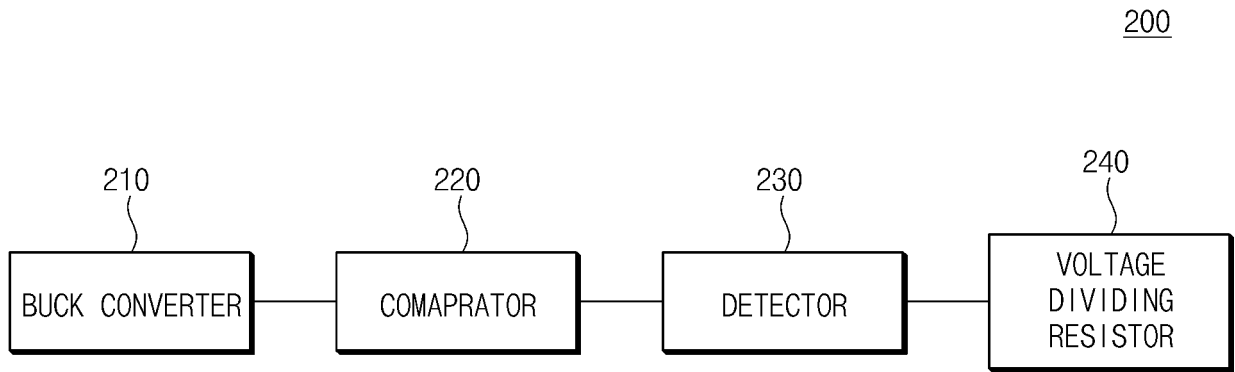 200
210
220
230
240
BUCK CONVERTER
COMAPRATOR
DETECTOR
VOLTAGE
DIVIDING
RESISTOR